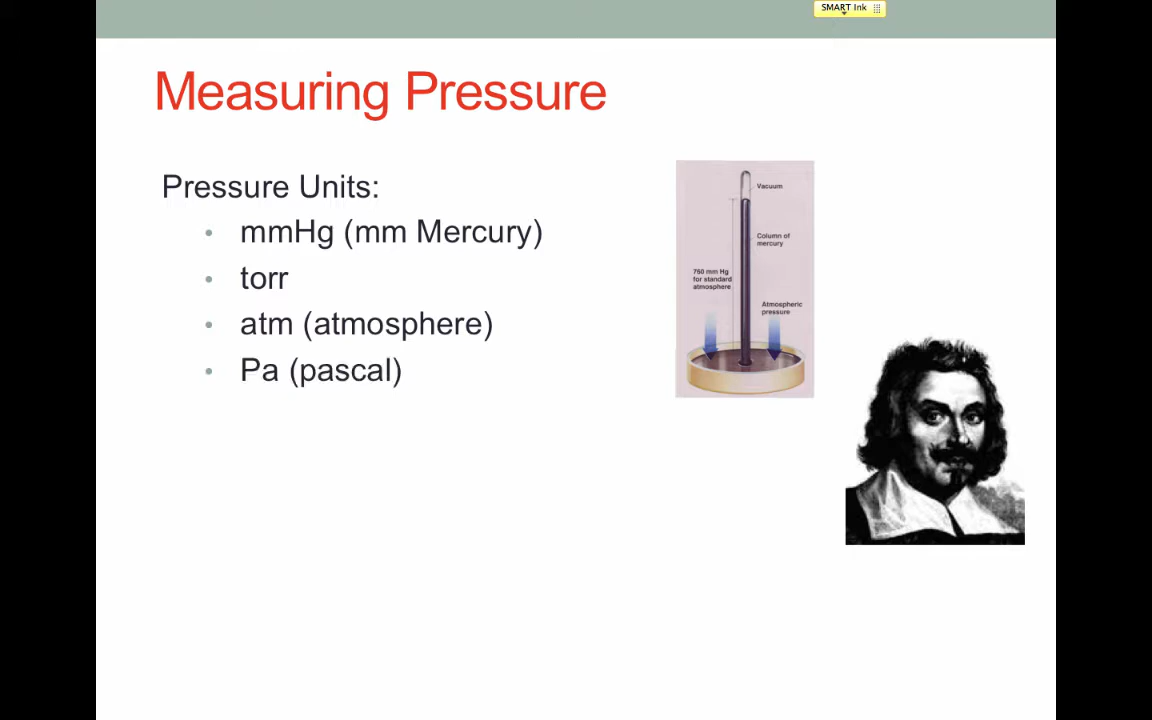 SMART Ink
Measuring Pressure
Pressure Units:
• mmHg (mm Mercury)
• torr
• atm (atmosphere)
• Pa (pascal)
Vacuum
Column of
mercury
760 mm Hg
for standard
atmosphere
Atmospheric
pressure